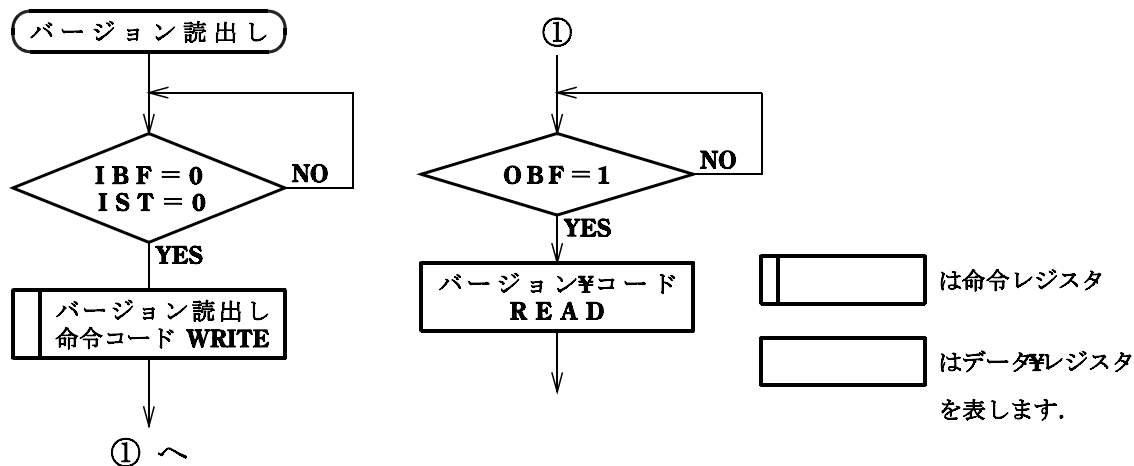 バージョン読出し
IBF=0
IST=0
NO
YES
バージョン読出し
命令コード WRITE
① へ
①
OBF=1
NO
YES
バージョン¥コード
READ
は命令レジスタ
はデータ¥レジスタ
を表します.